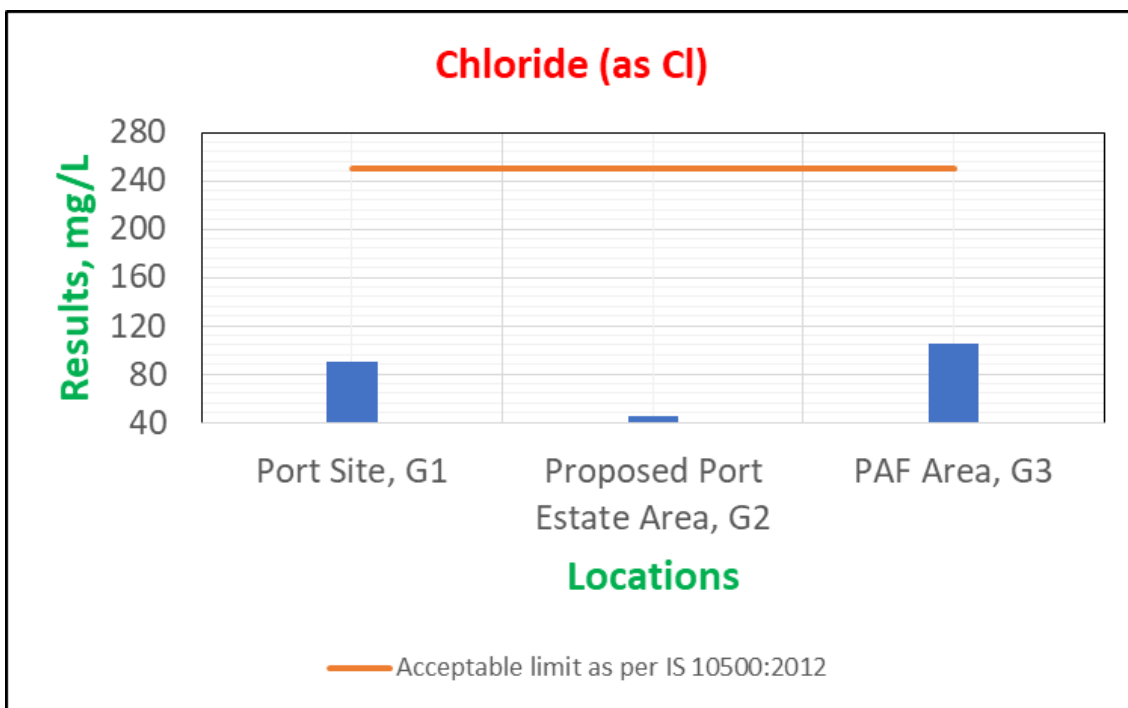 Chloride (as Cl)
Results, mg/L
280
240
200
160
120
80
40
Port Site, G1
Proposed Port
Estate Area, G2
PAF Area, G3
Locations
Acceptable limit as per IS 10500:2012